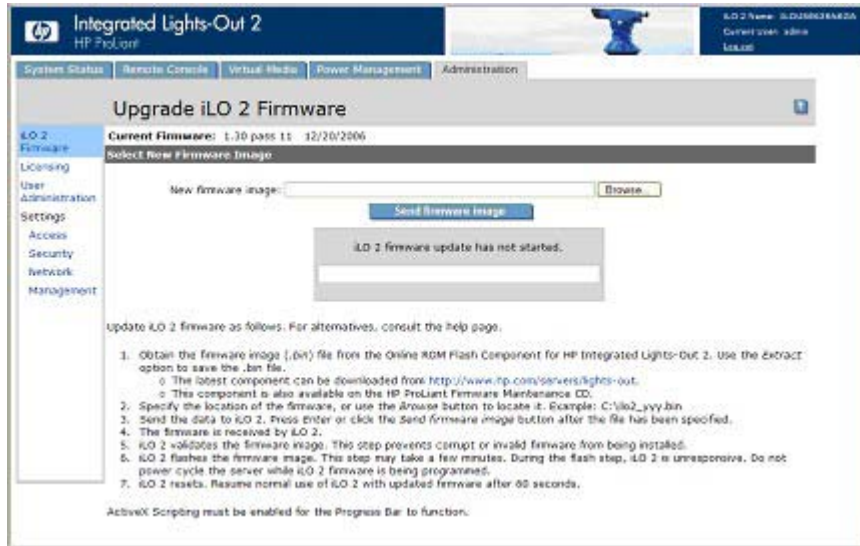 Integrated Lights-Out 2
HP ProLiant
iLO 2 Name:
Current User: admin
Log out
System Status
Remote Console
Virtual Media
Power Management
Administration
Upgrade iLO 2 Firmware
?
iLO 2
Firmware
Licensing
User
Administration
Settings
Access
Security
Network
Management
Current Firmware: 1.30 pass 11 12/20/2006
Select New Firmware Image
New firmware image:
Browse...
Send firmware image
iLO 2 firmware update has not started.
Update iLO 2 firmware as follows. For alternatives, consult the help page.
1. Obtain the firmware image (.bin) file from the Online ROM Flash Component for HP Integrated Lights-Out 2. Use the Extract
option to save the .bin file.
o The latest component can be downloaded from http://www.hp.com/servers/lights-out.
o This component is also available on the HP ProLiant Firmware Maintenance CD.
2. Specify the location of the firmware, or use the Browse button to locate it. Example: C:\ilo2_yyy.bin
3. Send the data to iLO 2. Press Enter or click the Send firmware image button after the file has been specified.
4. The firmware is received by iLO 2.
5. iLO 2 validates the firmware image. This step prevents corrupt or invalid firmware from being installed.
6. iLO 2 flashes the firmware image. This step may take a few minutes. During the flash step, iLO 2 is unresponsive. Do not
power cycle the server while iLO 2 firmware is being programmed.
7. iLO 2 resets. Resume normal use of iLO 2 with updated firmware after 60 seconds.
ActiveX Scripting must be enabled for the Progress Bar to function.